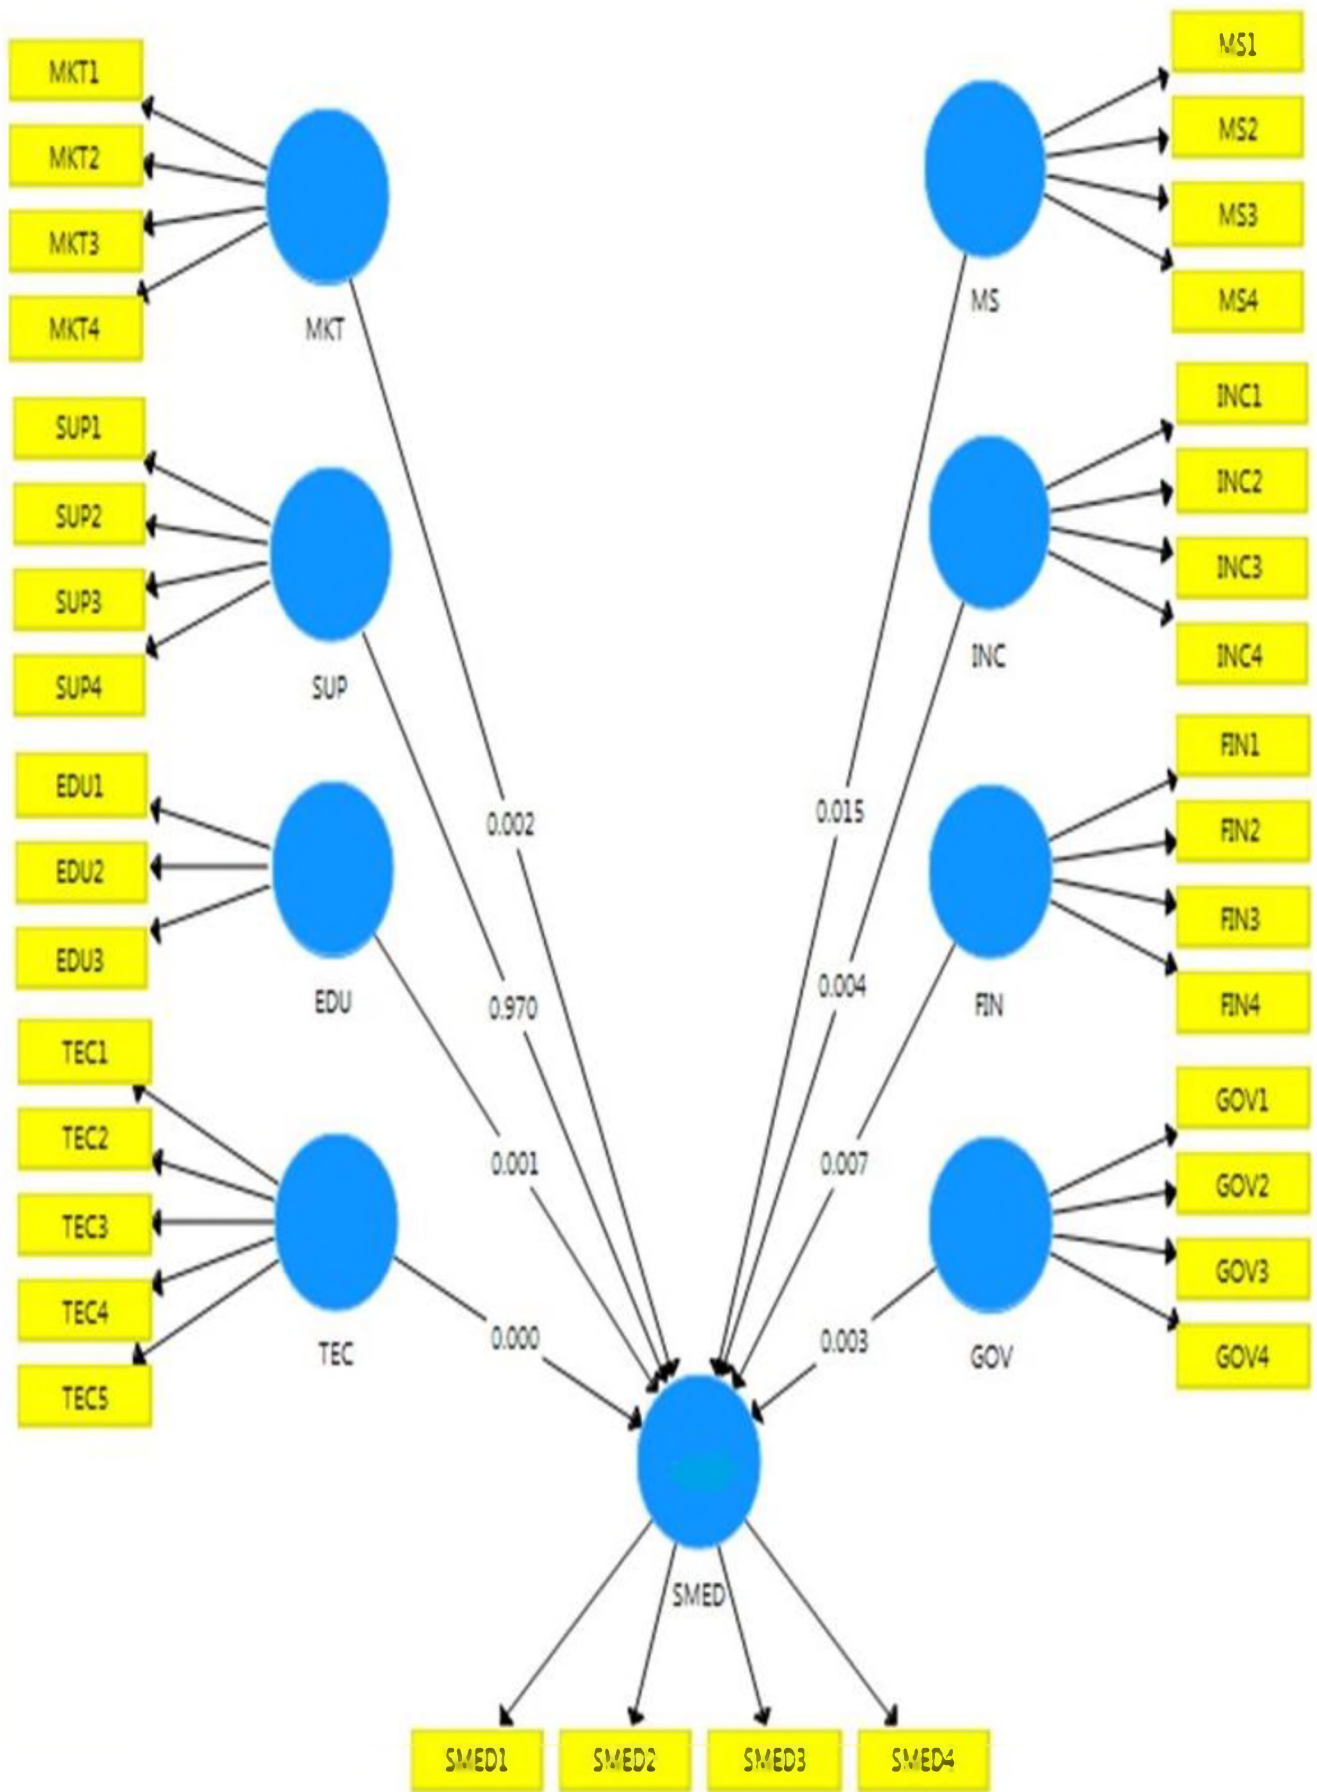 MKT1
MKT2
MKT3
MKT4
MKT
SUP1
SUP2
SUP3
SUP4
SUP
EDU1
EDU2
EDU3
EDU
TEC1
TEC2
TEC3
TEC4
TEC5
TEC
MS1
MS2
MS3
MS4
MS
INC1
INC2
INC3
INC4
INC
FIN1
FIN2
FIN3
FIN4
FIN
GOV1
GOV2
GOV3
GOV4
GOV
0.002
0.970
0.001
0.000
0.015
0.004
0.007
0.003
SMED
SMED1
SMED2
SMED3
SMED4